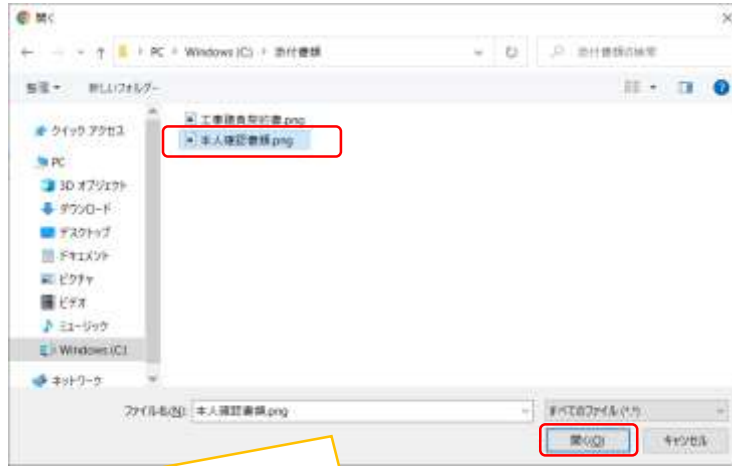 開く
PC › Windows (C) › 添付書類
添付書類の検索
整理
新しいフォルダー
クイック アクセス
PC
3D オブジェクト
ダウンロード
デスクトップ
ドキュメント
ピクチャ
ビデオ
ミュージック
Windows (C)
ネットワーク
工事請負契約書.png
本人確認書類.png
ファイル名(N): 本人確認書類.png
すべてのファイル (*.*)
開く(O) キャンセル